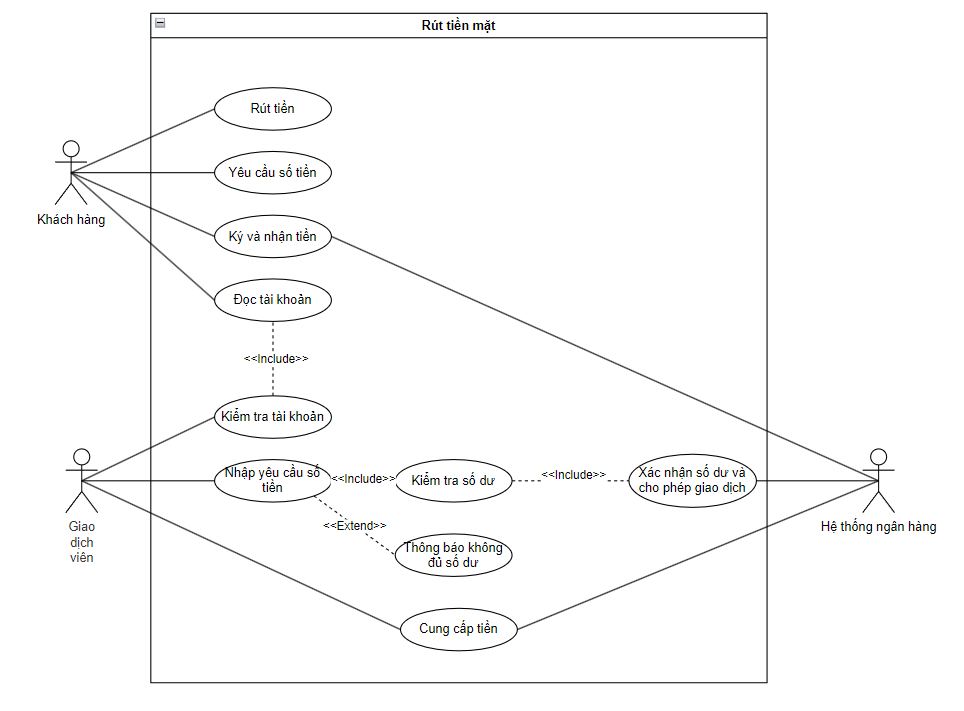 Rút tiền mặt
Rút tiền
Yêu cầu số tiền
Ký và nhận tiền
Khách hàng
Đọc tài khoản
<<Include>>
Kiểm tra tài khoản
Nhập yêu cầu số
tiền
<<Include>>
Kiểm tra số dư
<<Include>>
Xác nhận số dư và
cho phép giao dịch
Giao
dịch
viên
<<Extend>>
Hệ thống ngân hàng
Thông báo không
đủ số dư
Cung cấp tiền